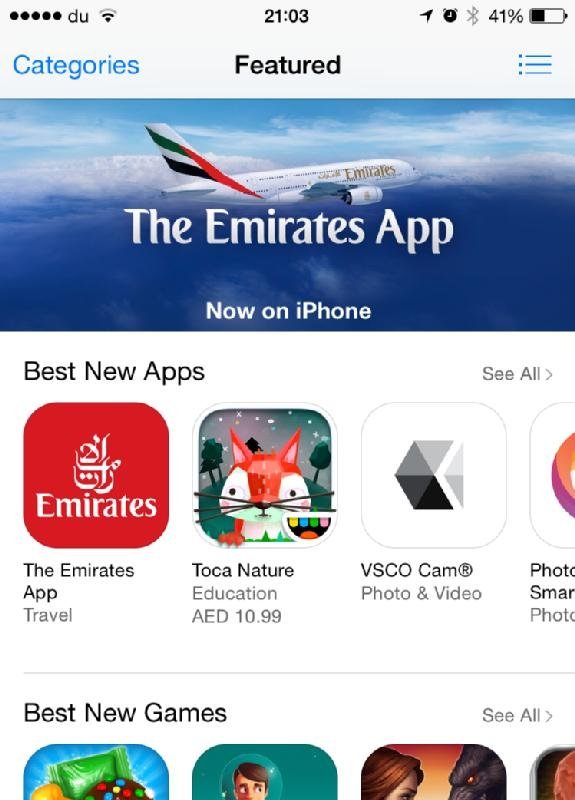 du 21:03 41%
Categories Featured
Emirates
The Emirates App
Now on iPhone
Best New Apps See All >
Emirates
The Emirates
App
Travel
Toca Nature
Education
AED 10.99
VSCO Cam®
Photo & Video
Photo
Smar
Photo
Best New Games See All >